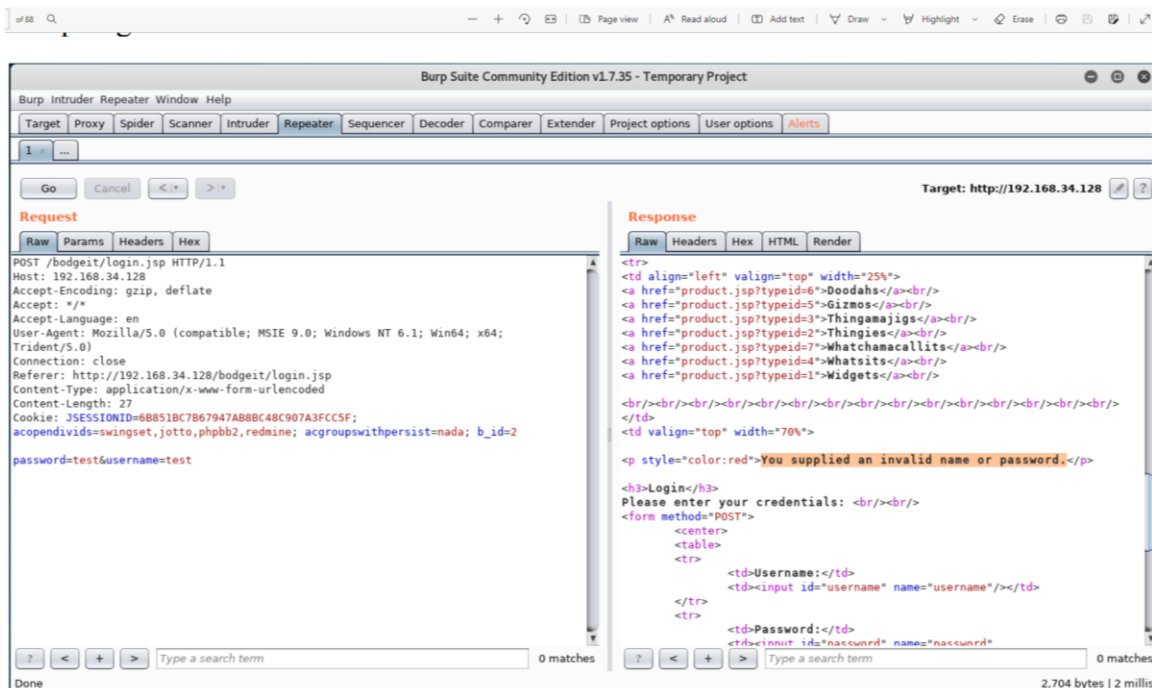 of 88
Page view Read aloud Add text Draw Highlight Erase
Burp Suite Community Edition v1.7.35 - Temporary Project
Burp Intruder Repeater Window Help
Target Proxy Spider Scanner Intruder Repeater Sequencer Decoder Comparer Extender Project options User options Alerts
1 × ...
Go Cancel < >
Target: http://192.168.34.128 ?
Request
Raw Params Headers Hex
POST /bodgeit/login.jsp HTTP/1.1
Host: 192.168.34.128
Accept-Encoding: gzip, deflate
Accept: */*
Accept-Language: en
User-Agent: Mozilla/5.0 (compatible; MSIE 9.0; Windows NT 6.1; Win64; x64;
Trident/5.0)
Connection: close
Referer: http://192.168.34.128/bodgeit/login.jsp
Content-Type: application/x-www-form-urlencoded
Content-Length: 27
Cookie: JSESSIONID=6B851BC7B67947AB8BC48C907A3FCC5F;
acopendivids=swingset,jotto,phpbb2,redmine; acgroupswithpersist=nada; b_id=2
password=test&username=test
? < + > Type a search term 0 matches
Done
Response
Raw Headers Hex HTML Render
<tr>
<td align="left" valign="top" width="25%">
<a href="product.jsp?typeid=6">Doodahs</a><br/>
<a href="product.jsp?typeid=5">Gizmos</a><br/>
<a href="product.jsp?typeid=3">Thingamajigs</a><br/>
<a href="product.jsp?typeid=2">Thingies</a><br/>
<a href="product.jsp?typeid=7">Whatchamacallits</a><br/>
<a href="product.jsp?typeid=4">Whatsits</a><br/>
<a href="product.jsp?typeid=1">Widgets</a><br/>
<br/><br/><br/><br/><br/><br/><br/><br/><br/><br/><br/><br/><br/><br/>
</td>
<td valign="top" width="70%">
<p style="color:red">You supplied an invalid name or password.</p>
<h3>Login</h3>
Please enter your credentials: <br/><br/>
<form method="POST">
<center>
<table>
<tr>
<td>Username:</td>
<td><input id="username" name="username"/></td>
</tr>
<tr>
<td>Password:</td>
<td><input id="password" name="password"
? < + > Type a search term 0 matches
2,704 bytes | 2 millis